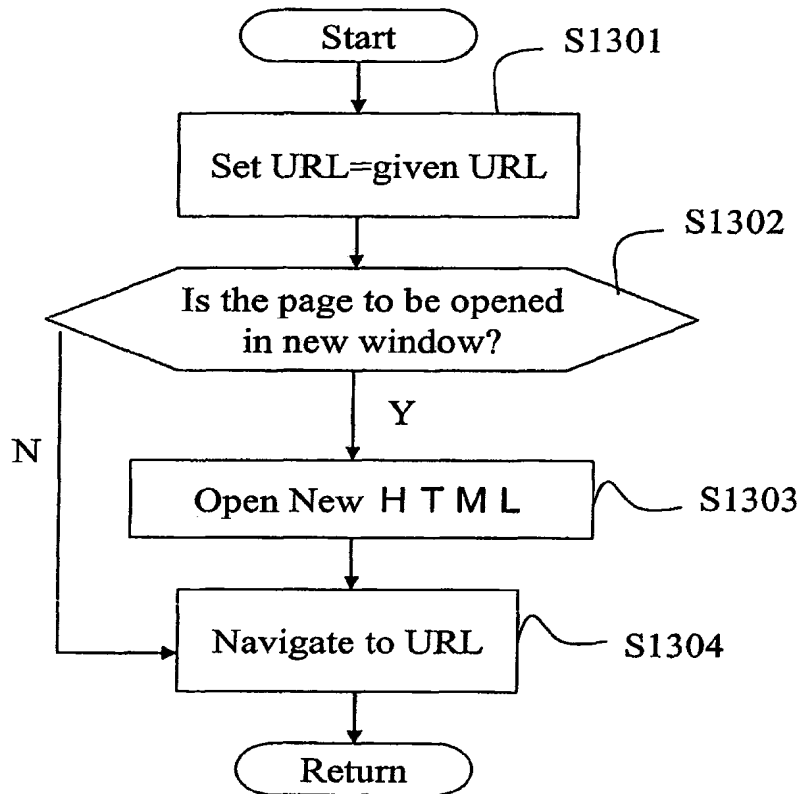 Start
S1301
Set URL=given URL
S1302
Is the page to be opened
in new window?
Y
N
Open New HTML
S1303
Navigate to URL
S1304
Return